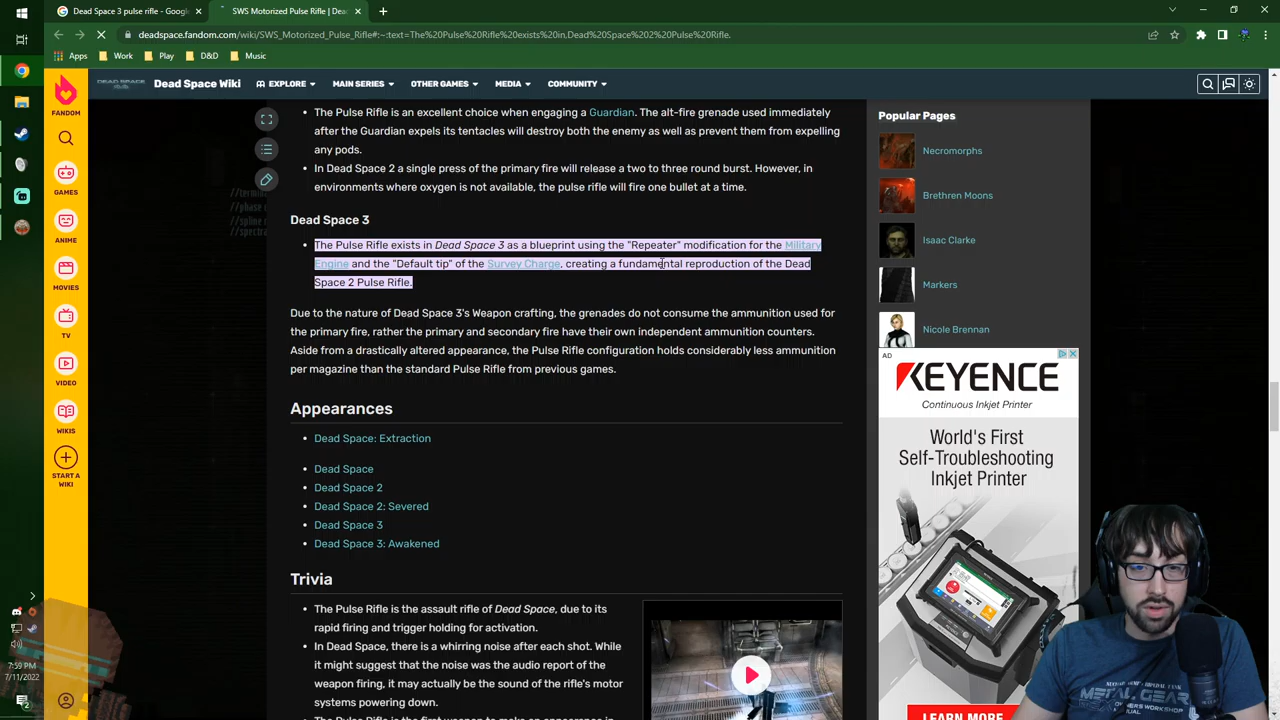 Dead Space 3 pulse rifle - Googl
SWS Motorized Pulse Rifle | Dea
deadspace.fandom.com/wiki/SWS_Motorized_Pulse_Rifle#:~:text=The%20Pulse%20Rifle%20exists%20in,Dead%20Space%202%20Pulse%20Rifle.
Apps
Work
Play
D&D
Music
FANDOM
GAMES
ANIME
MOVIES
TV
VIDEO
WIKIS
START A
WIKI
Dead Space Wiki
EXPLORE
MAIN SERIES
OTHER GAMES
MEDIA
COMMUNITY
• The Pulse Rifle is an excellent choice when engaging a Guardian. The alt-fire grenade used immediately
after the Guardian expels its tentacles will destroy both the enemy as well as prevent them from expelling
any pods.
• In Dead Space 2 a single press of the primary fire will release a two three round burst. However, in
environments where oxygen is not available, the pulse rifle will fire one bullet at a time.
Dead Space 3
• The Pulse Rifle exists in Dead Space 3 as a blueprint using the "Repeater" modification for the Military
Engine and the "Default tip" of the Survey Charge, creating a fundamental reproduction of the Dead
Space 2 Pulse Rifle.
Due to the nature of Dead Space 3's Weapon crafting, the grenades do not consume the ammunition used for
the primary fire, rather the primary and secondary fire have their own independent ammunition counters.
Aside from a drastically altered appearance, the Pulse Rifle configuration holds considerably less ammunition
per magazine than the standard Pulse Rifle from previous games.
Appearances
• Dead Space: Extraction
• Dead Space
• Dead Space 2
• Dead Space 2: Severed
• Dead Space 3
• Dead Space 3: Awakened
Trivia
• The Pulse Rifle is the assault rifle of Dead Space, due to its
rapid firing and trigger holding for activation.
• In Dead Space, there is a whirring noise after each shot. While
it might suggest that the noise was the audio report of the
weapon firing, it may actually be the sound of the rifle's motor
systems powering down.
• The Pulse Rifle is the first weapon to make an appearance in
Popular Pages
Necromorphs
Brethren Moons
Isaac Clarke
Markers
Nicole Brennan
AD
KEYENCE
Continuous Inkjet Printer
World's First
Self-Troubleshooting
Inkjet Printer
LEARN MORE
METAL GEAR
7:59 PM
7/11/2022